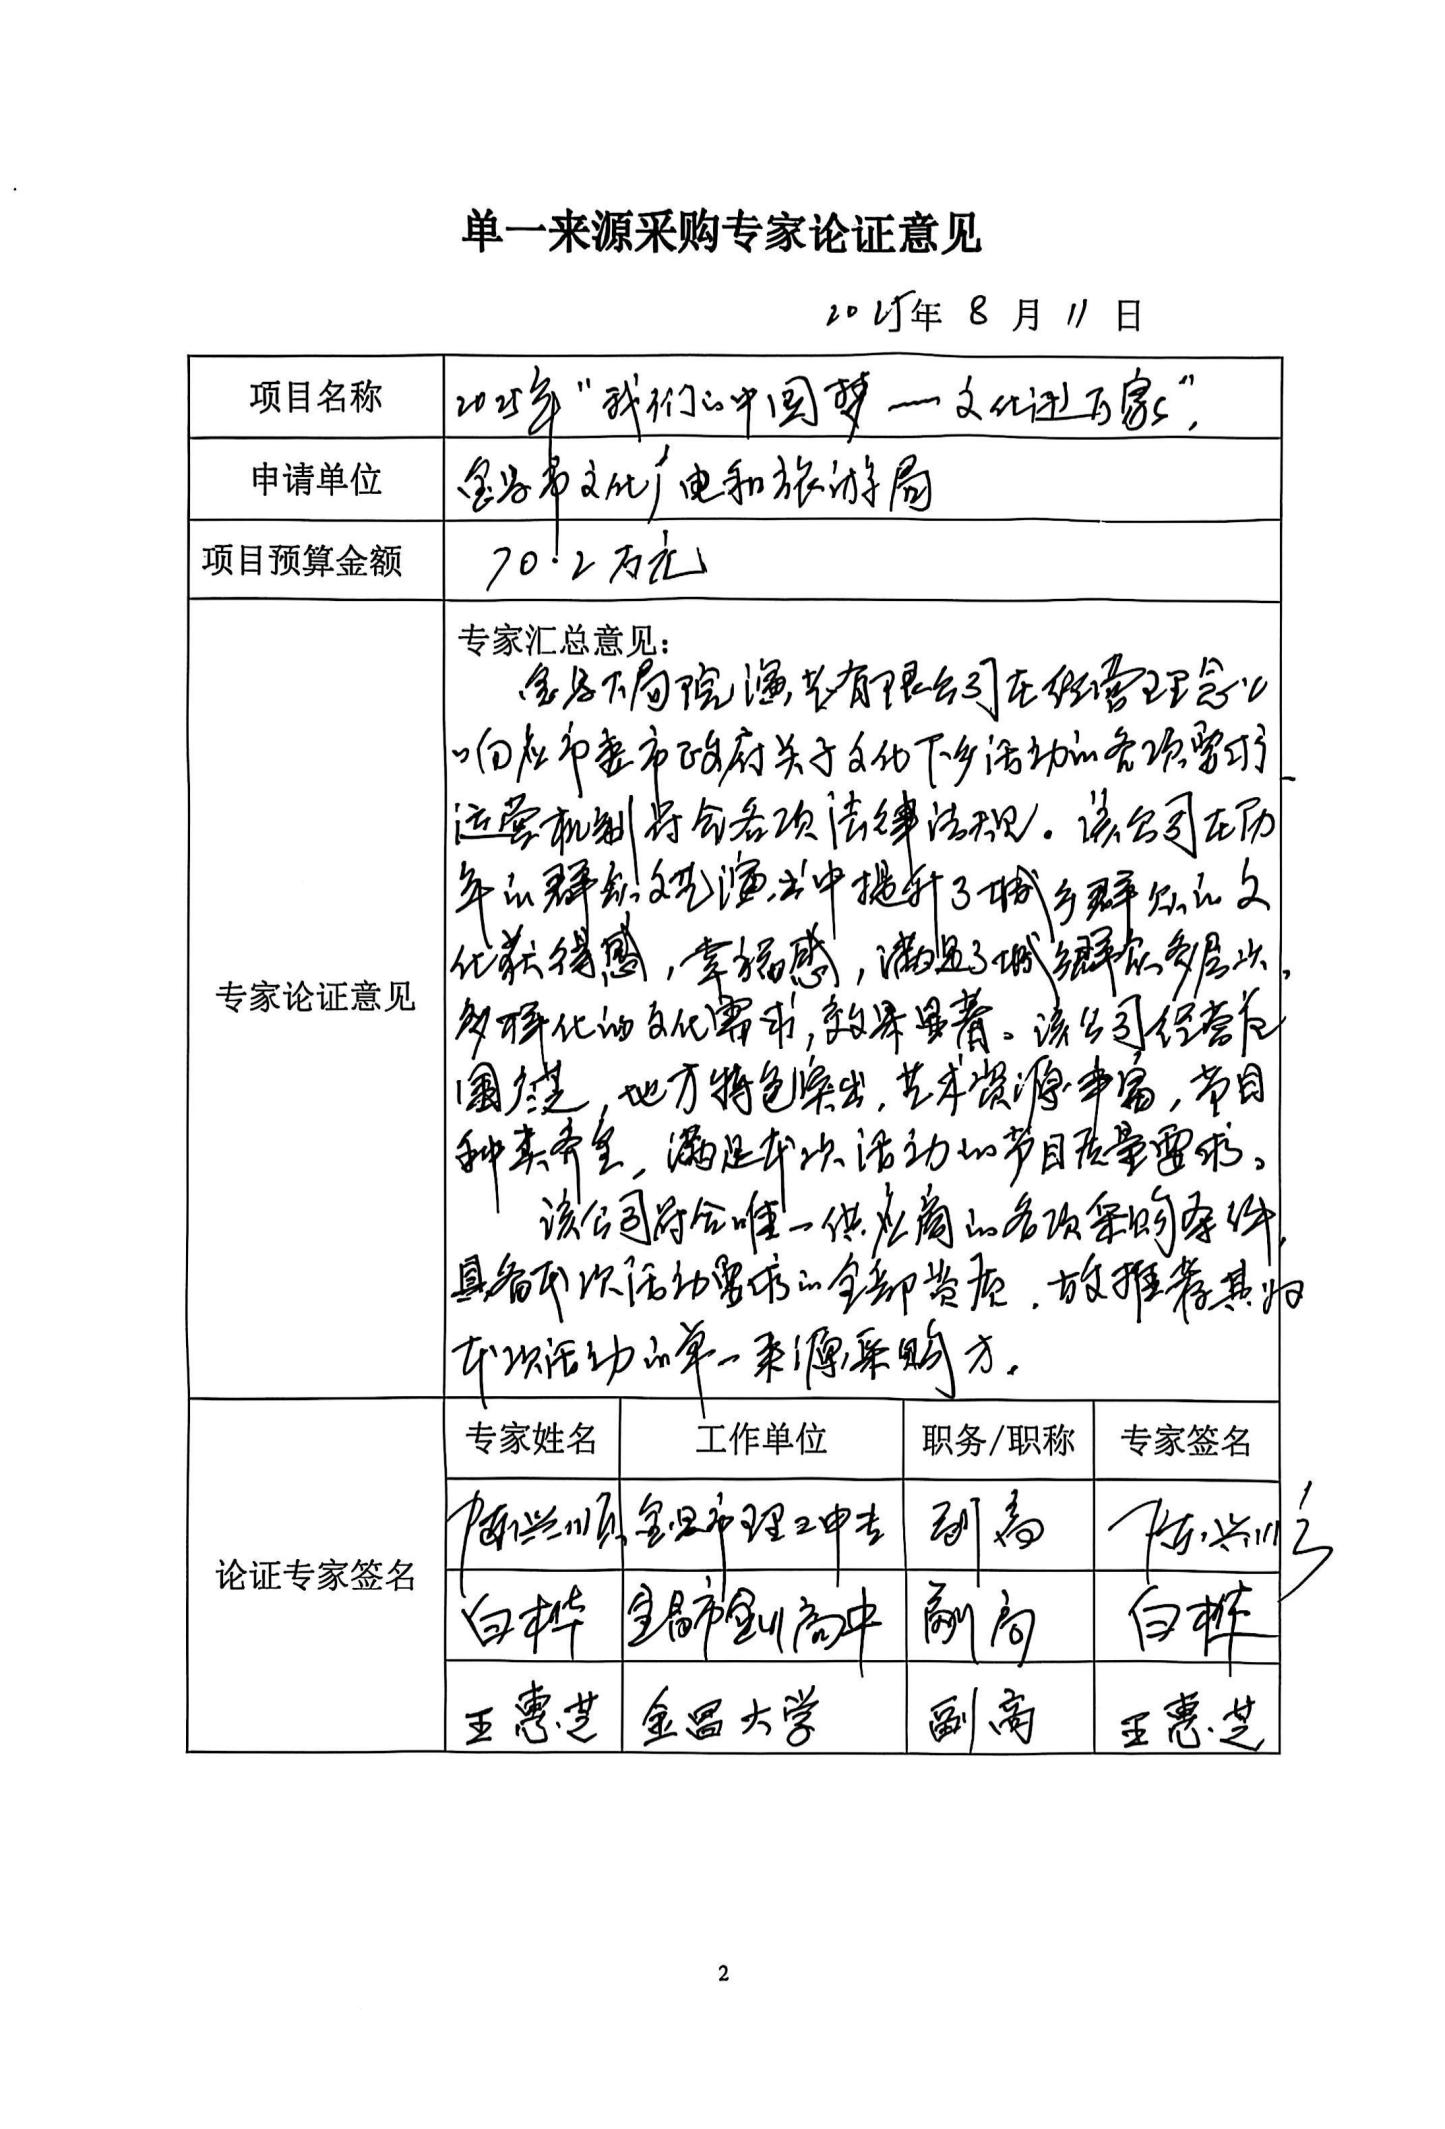 单一来源采购专家论证意见
2025年 8 月 11 日
项目名称
2025年"我们的中国梦——文化进万家".
申请单位
金昌市文化广电和旅游局
项目预算金额
70.2万元
专家论证意见
专家汇总意见:
金昌大剧院演艺有限公司在经营理念上
响应市委市政府关于文化下乡活动的各项要求,
运营机制符合各项法律法规。该公司在历
年的群众文艺演出中提升了城乡群众的文
化获得感,幸福感,满足了城乡群众多层次,
多样化的文化需求,效果显著。该公司经营范
围广芝,地方特色突出,艺术资源丰富,节目
种类齐全,满足本次活动的节目质量要求。
该公司符合唯一供应商的各项采购条件,
具备本次活动要求的全部资质,故推荐其为
本次活动的单一来源采购方.
论证专家签名
专家姓名 工作单位 职务/职称 专家签名
陈兴顺 金昌市理工中专 副高 陈兴顺
白桦 金昌市金川高中 副高 白桦
王惠芝 金昌大学 副高 王惠芝
2